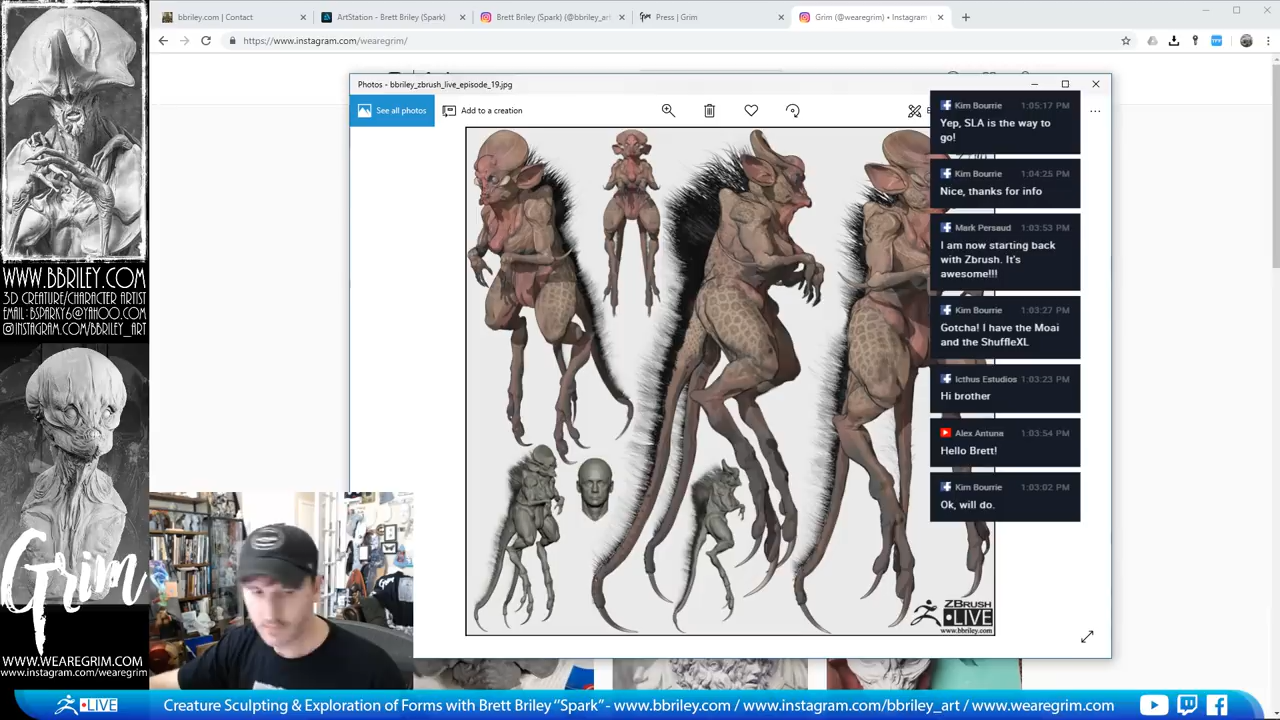 bbriley.com | Contact
ArtStation - Brett Briley (Spark)
Brett Briley (Spark) (@bbriley_ar
Press | Grim
Grim (@wearegrim) • Instagram
https://www.instagram.com/wearegrim/
Photos - bbriley_zbrush_live_episode_19.jpg
See all photos
Add to a creation
Kim Bourrie 1:05:17 PM
Yep, SLA is the way to
go!
Kim Bourrie 1:04:25 PM
Nice, thanks for info
Mark Persaud 1:03:53 PM
I am now starting back
with Zbrush. It's
awesome!!!
Kim Bourrie 1:03:27 PM
Gotcha! I have the Moai
and the ShuffleXL
Icthus Estudios 1:03:23 PM
Hi brother
Alex Antuna 1:03:54 PM
Hello Brett!
Kim Bourrie 1:03:02 PM
Ok, will do.
WWW.BBRILEY.COM
3D CREATURE/CHARACTER ARTIST
EMAIL: BSPARKY6@YAHOO.COM
INSTAGRAM.COM/BBRILEY_ART
Grim
WWW.WEAREGRIM.COM
www.instagram.com/wearegrim
ZBRUSH
LIVE
www.bbriley.com
LIVE
Creature Sculpting & Exploration of Forms with Brett Briley "Spark" - www.bbriley.com / www.instagram.com/bbriley_art / www.wearegrim.com